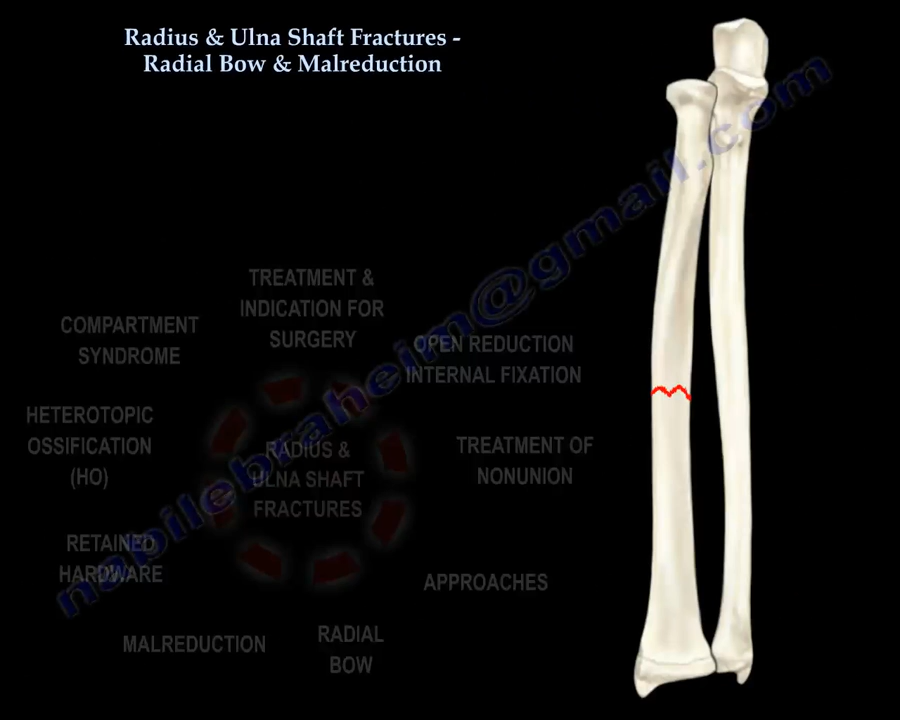 Radius & Ulna Shaft Fractures -
Radial Bow & Malreduction
TREATMENT &
INDICATION FOR
SURGERY
COMPARTMENT
SYNDROME
OPEN REDUCTION
INTERNAL FIXATION
HETEROTOPIC
OSSIFICATION
(HO)
RADIUS &
ULNA SHAFT
FRACTURES
TREATMENT OF
NONUNION
RETAINED
HARDWARE
APPROACHES
MALREDUCTION
RADIAL
BOW
nabilebraheim@gmail.com